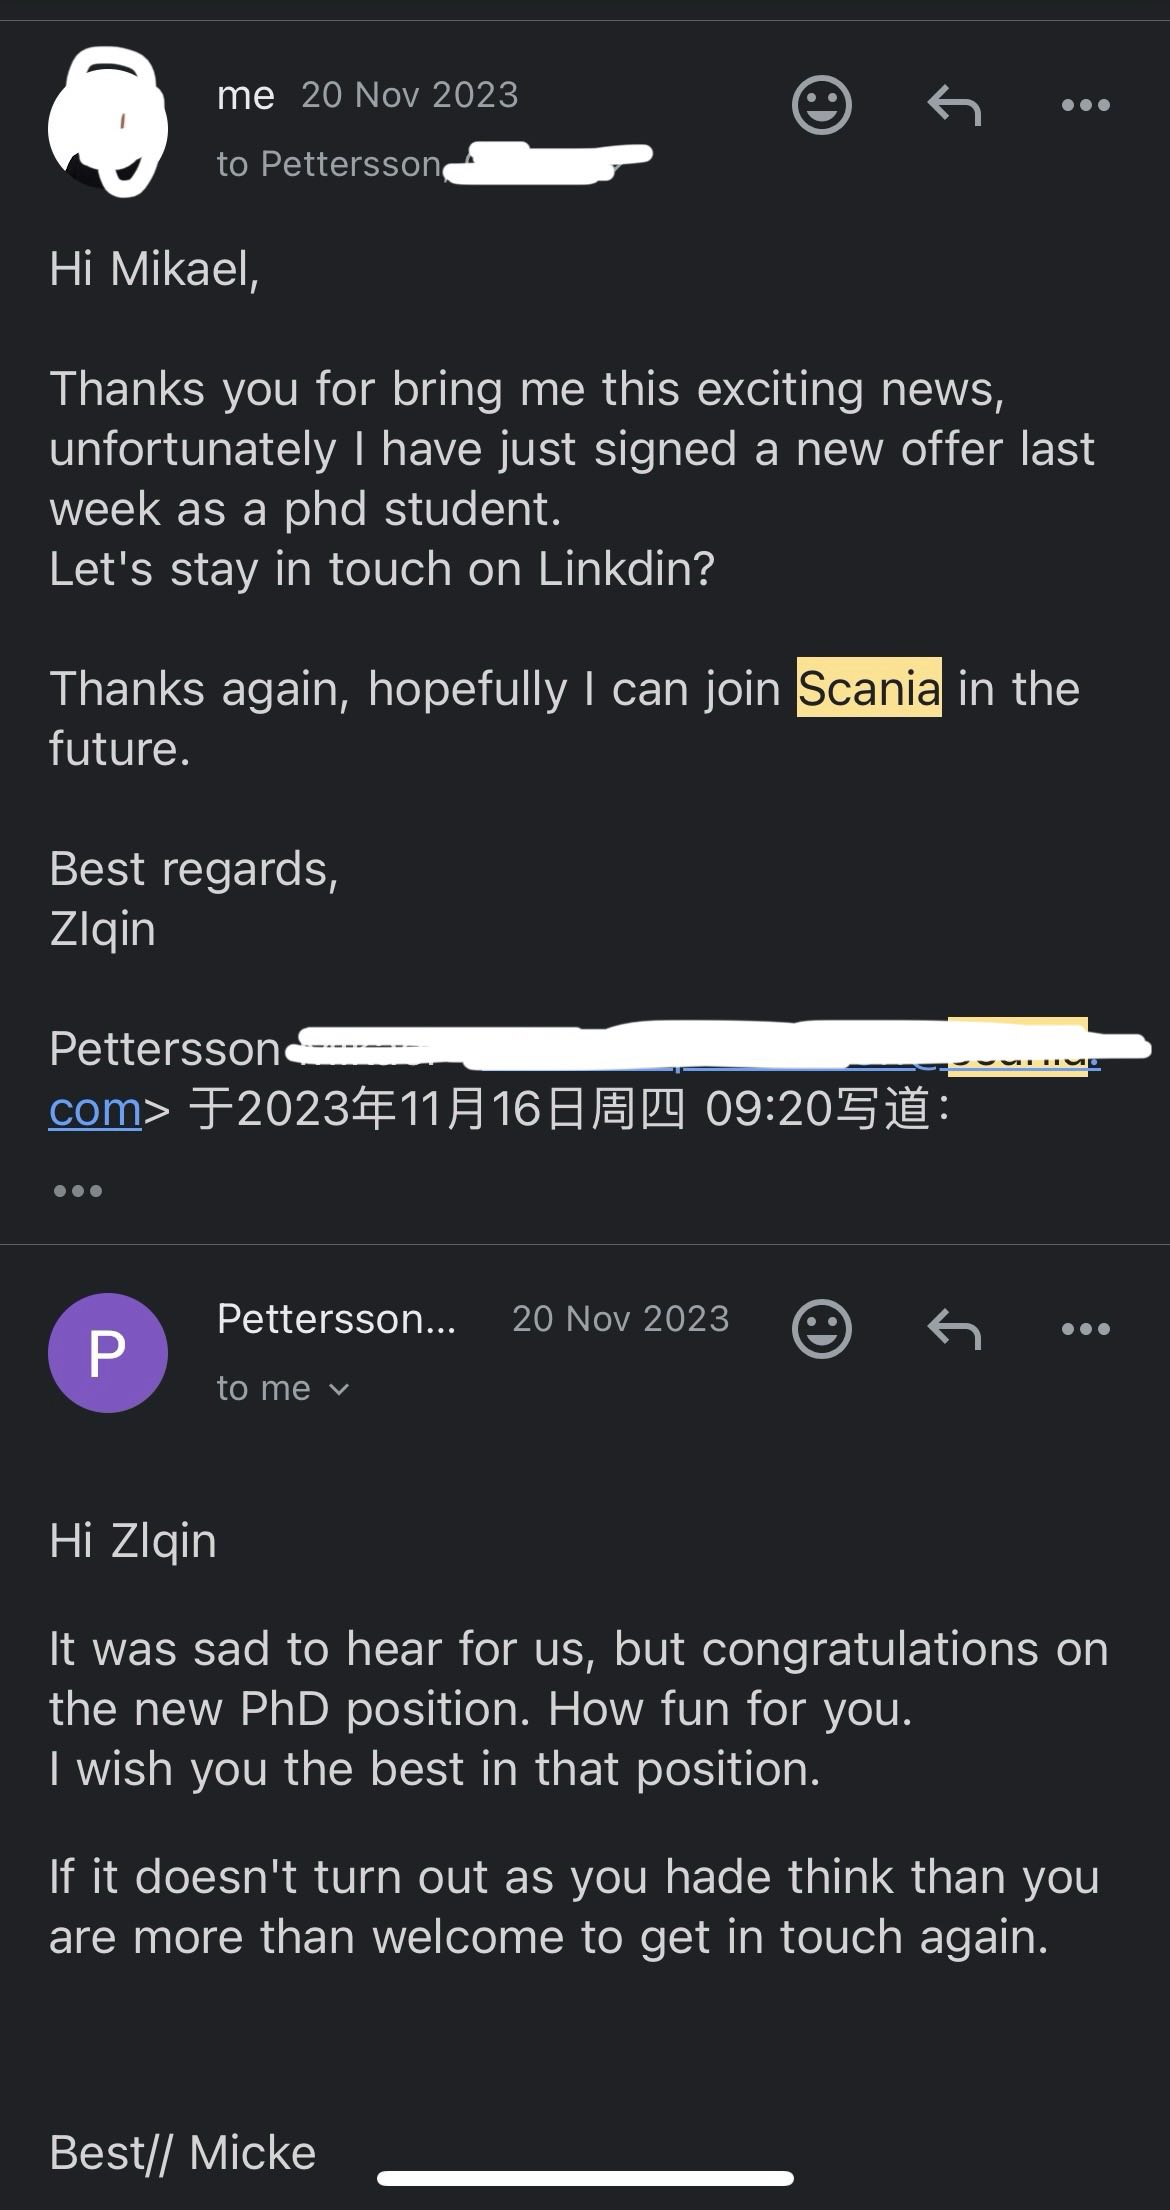 me 20 Nov 2023
to Pettersson,
Hi Mikael,
Thanks you for bring me this exciting news,
unfortunately I have just signed a new offer last
week as a phd student.
Let's stay in touch on Linkdin?
Thanks again, hopefully I can join Scania in the
future.
Best regards,
ZIqin
Pettersson
com> 于2023年11月16日周四 09:20写道：
P
Pettersson... 20 Nov 2023
to me
Hi ZIqin
It was sad to hear for us, but congratulations on
the new PhD position. How fun for you.
I wish you the best in that position.
If it doesn't turn out as you hade think than you
are more than welcome to get in touch again.
Best// Micke